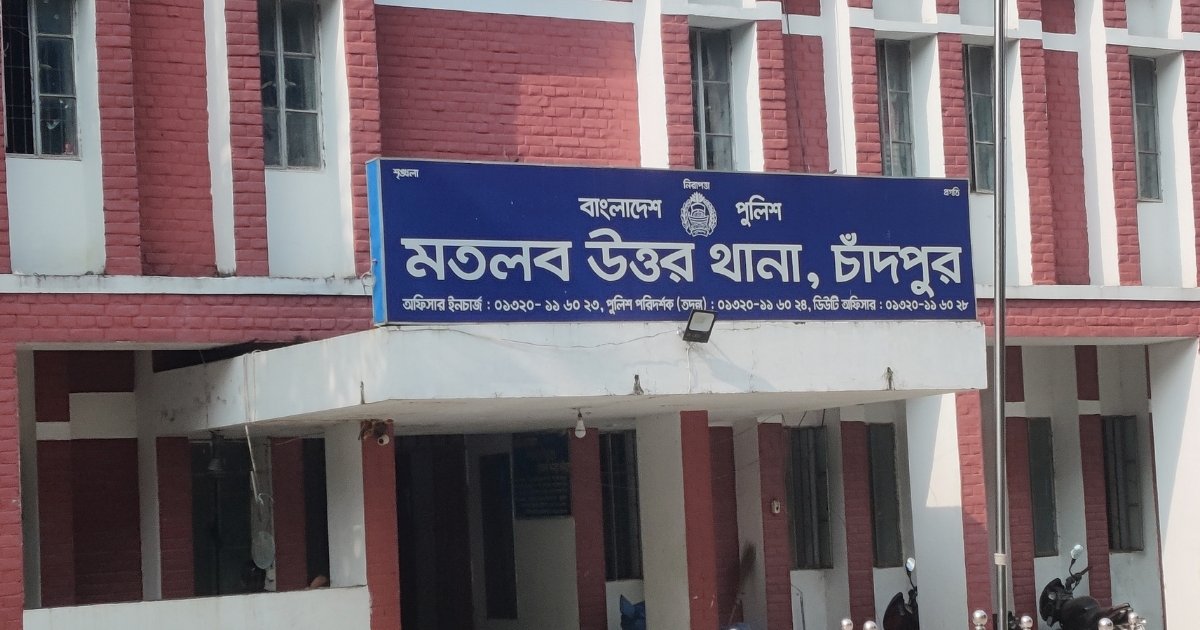 শৃঙ্খলা নিরাপত্তা প্রগতি
বাংলাদেশ পুলিশ
মতলব উত্তর থানা, চাঁদপুর
অফিসার ইনচার্জ : ০১৩২০- ১১ ৬০ ২৩, পুলিশ পরিদর্শক (তদন্ত) : ০১৩২০-১১ ৬০ ২৪, ডিউটি অফিসার : ০১৩২০-১১ ৬০ ২৮